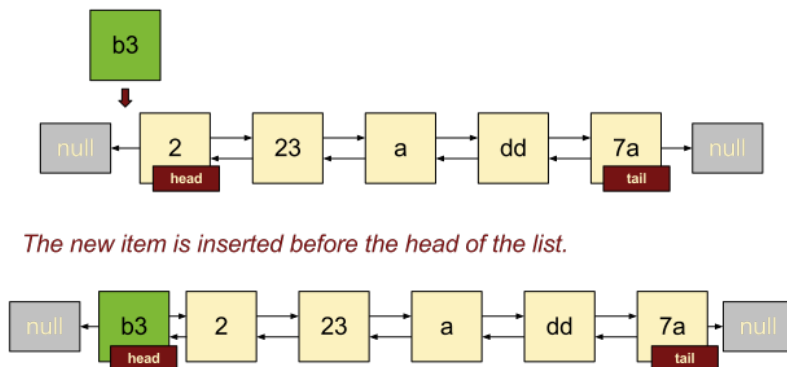 b3
null 2 23 a dd 7a null
head tail
The new item is inserted before the head of the list.
null b3 2 23 a dd 7a null
head tail